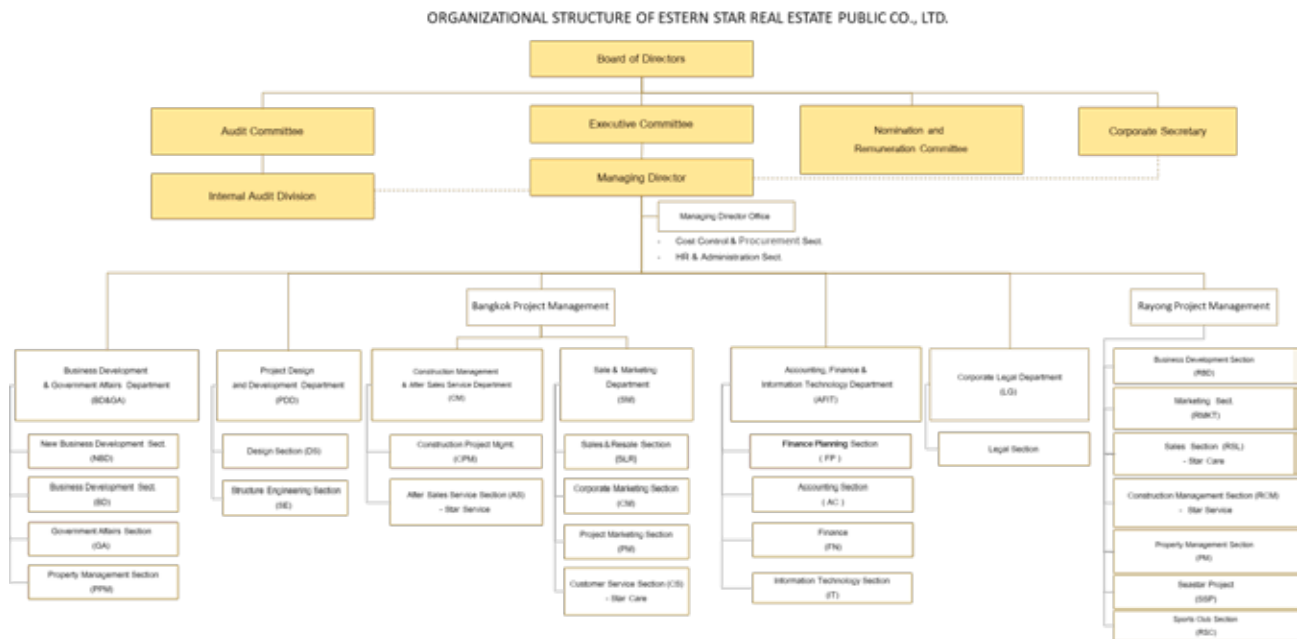 ORGANIZATIONAL STRUCTURE OF ESTERN STAR REAL ESTATE PUBLIC CO., LTD.
Board of Directors
Audit Committee
Executive Committee
Nomination and
Remuneration Committee
Corporate Secretary
Internal Audit Division
Managing Director
Managing Director Office
- Cost Control & Procurement Sect.
- HR & Administration Sect.
Bangkok Project Management
Rayong Project Management
Business Development
& Government Affairs Department
(BD&GA)
New Business Development Sect.
(NBD)
Business Development Sect.
(BD)
Government Affairs Section
(GA)
Property Management Section
(PPM)
Project Design
and Development Department
(PDD)
Design Section (DS)
Structure Engineering Section
(SE)
Construction Management
& After Sales Service Department
(CM)
Construction Project Mgmt.
(CPM)
After Sales Service Section (AS)
- Star Service
Sale & Marketing
Department
(SM)
Sales & Resale Section
(SLR)
Corporate Marketing Section
(CM)
Project Marketing Section
(PM)
Customer Service Section (CS)
- Star Care
Accounting, Finance &
Information Technology Department
(AFIT)
Finance Planning Section
( FP )
Accounting Section
( AC )
Finance
(FN)
Information Technology Section
(IT)
Corporate Legal Department
(LG)
Legal Section
Business Development Section
(RBD)
Marketing Sect.
(RMKT)
Sales Section (RSL)
- Star Care
Construction Management Section (RCM)
- Star Service
Property Management Section
(PM)
Seastar Project
(SSP)
Sports Club Section
(RSC)